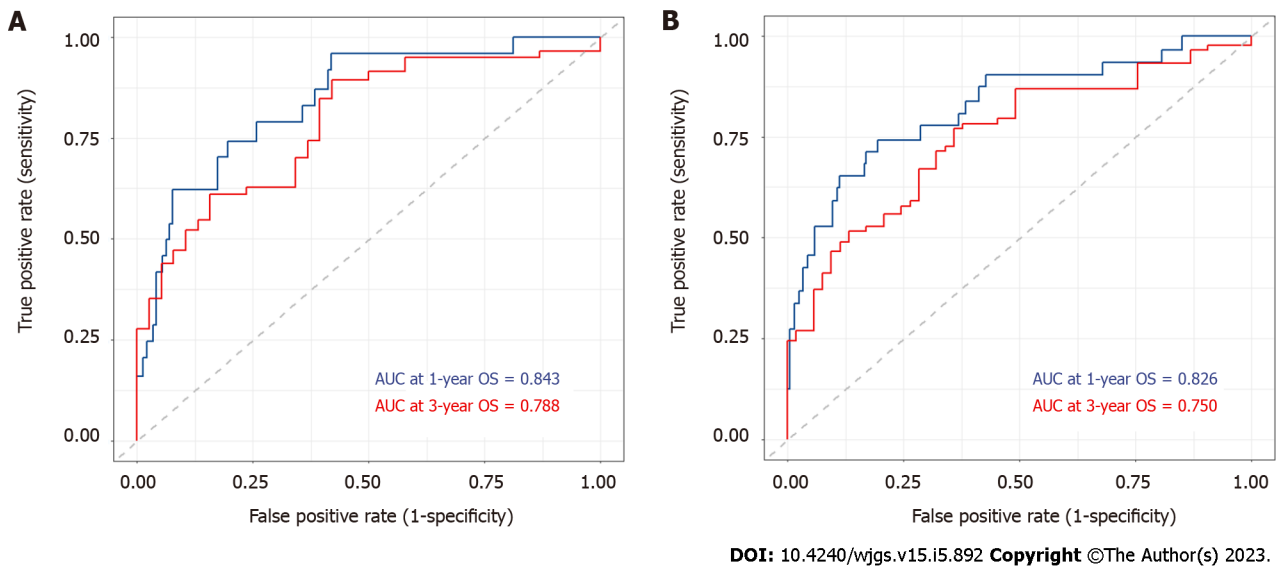 A
1.00
0.75
0.50
0.25
0.00
True positive rate (sensitivity)
AUC at 1-year OS = 0.843
AUC at 3-year OS = 0.788
0.00 0.25 0.50 0.75 1.00
False positive rate (1-specificity)
B
1.00
0.75
0.50
0.25
0.00
True positive rate (sensitivity)
AUC at 1-year OS = 0.826
AUC at 3-year OS = 0.750
0.00 0.25 0.50 0.75 1.00
False positive rate (1-specificity)
DOI: 10.4240/wjgs.v15.i5.892 Copyright ©The Author(s) 2023.